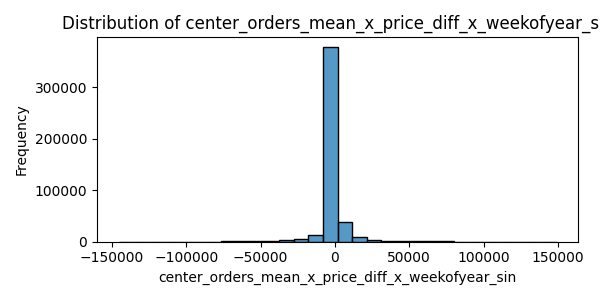 Distribution of center_orders_mean_x_price_diff_x_weekofyear_s
Frequency
300000
200000
100000
0
−150000 −100000 −50000 0 50000 100000 150000
center_orders_mean_x_price_diff_x_weekofyear_sin